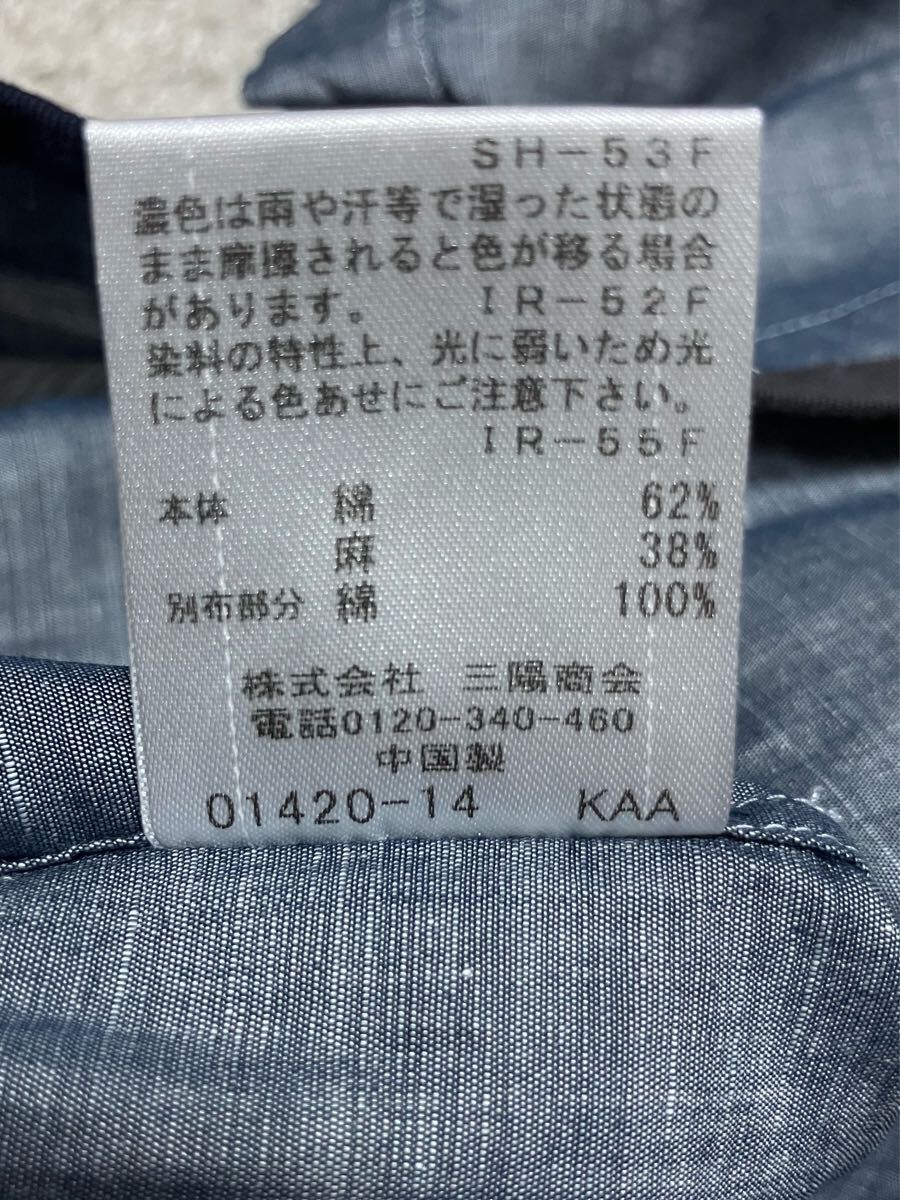 SH-53F
濃色は雨や汗等で湿った状態の
まま摩擦されると色が移る場合
があります。 IR-52F
染料の特性上、光に弱いため光
による色あせにご注意下さい。
IR-55F
本体 綿 62%
麻 38%
別布部分 綿 100%
株式会社 三陽商会
電話0120-340-460
中国製
01420-14 KAA